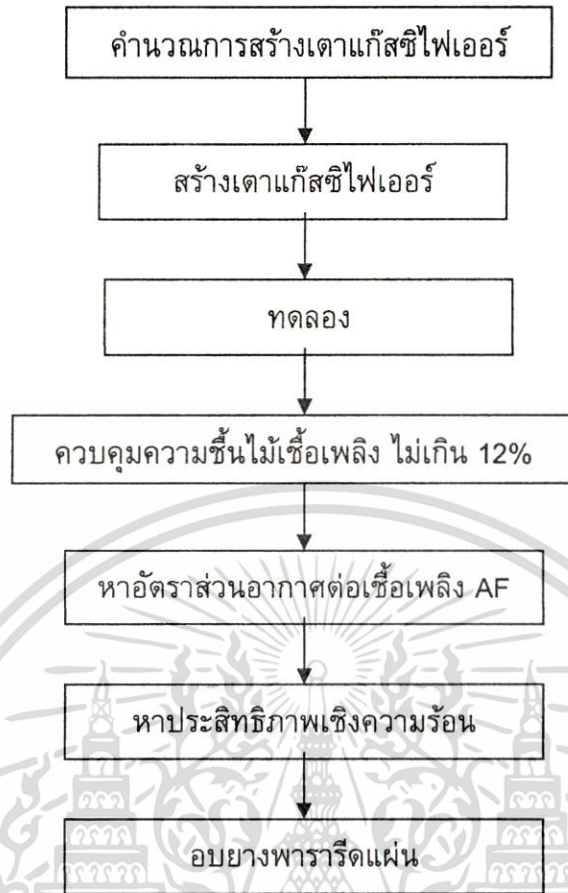 คำนวณการสร้างเตาแก๊สซิไฟเออร์
สร้างเตาแก๊สซิไฟเออร์
ทดลอง
ควบคุมความชื้นไม้เชื้อเพลิง ไม่เกิน 12%
หาอัตราส่วนอากาศต่อเชื้อเพลิง AF
หาประสิทธิภาพเชิงความร้อน
อบยางพารารีดแผ่น